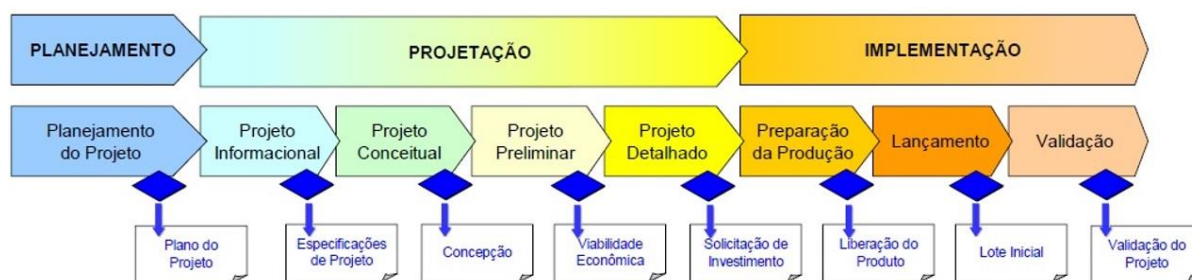 PLANEJAMENTO
PROJETAÇÃO
IMPLEMENTAÇÃO
Planejamento
do Projeto
Projeto
Informacional
Projeto
Conceitual
Projeto
Preliminar
Projeto
Detalhado
Preparação
da Produção
Lançamento
Validação
Plano do
Projeto
Especificações
de Projeto
Concepção
Viabilidade
Econômica
Solicitação de
Investimento
Liberação do
Produto
Lote Inicial
Validação do
Projeto